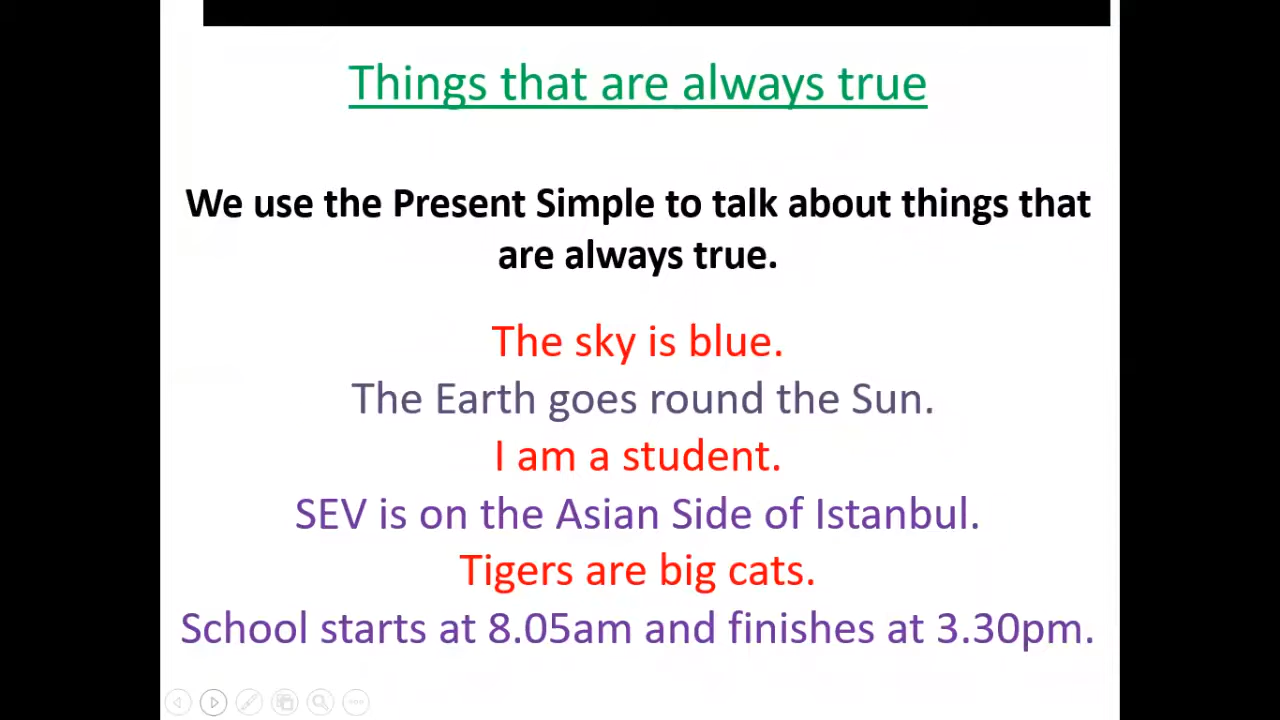 Things that are always true
We use the Present Simple to talk about things that
are always true.
The sky is blue.
The Earth goes round the Sun.
I am a student.
SEV is on the Asian Side of Istanbul.
Tigers are big cats.
School starts at 8.05am and finishes at 3.30pm.